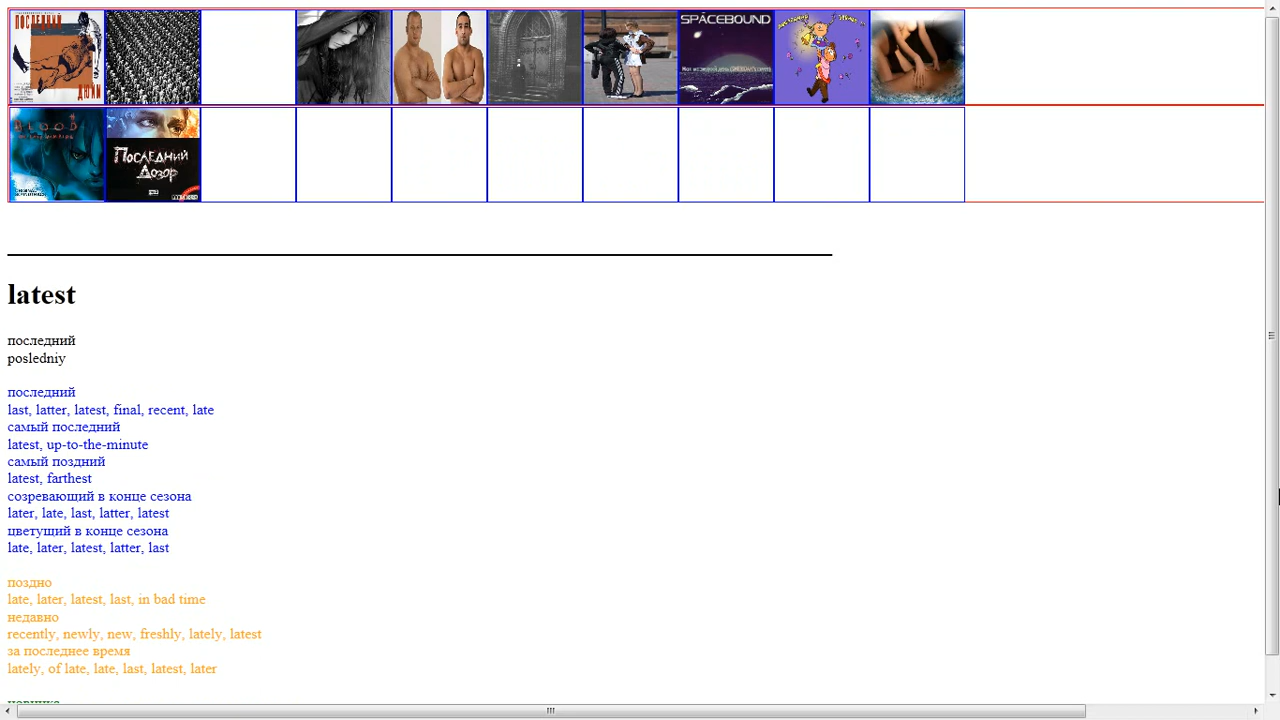 ПОСЛЕДНИЙ
ДЮЙМ
SPACEBOUND
BLOOD
Последний
Дозор
latest
последний
posledniy
последний
last, latter, latest, final, recent, late
самый последний
latest, up-to-the-minute
самый поздний
latest, farthest
созревающий в конце сезона
later, late, last, latter, latest
цветущий в конце сезона
late, later, latest, latter, last
поздно
late, later, latest, last, in bad time
недавно
recently, newly, new, freshly, lately, latest
за последнее время
lately, of late, late, last, latest, later